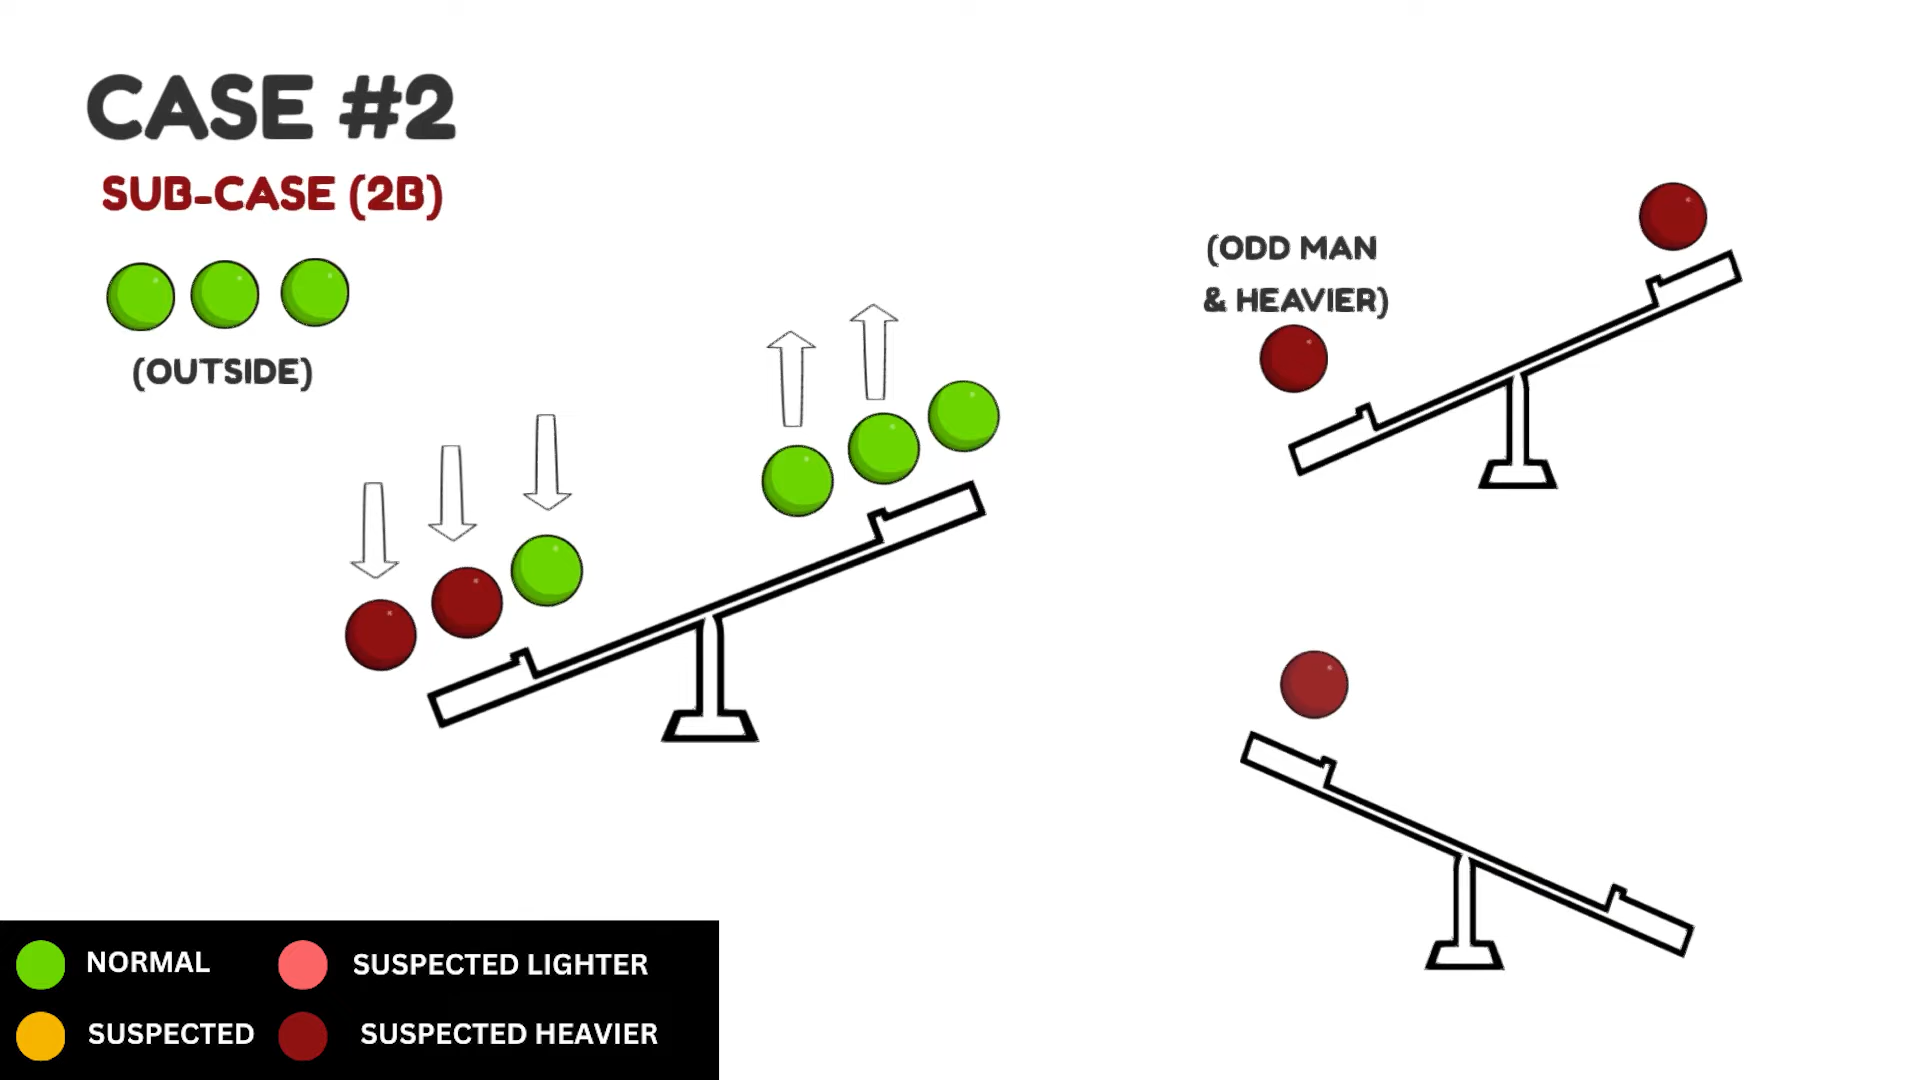 CASE #2
SUB-CASE (2B)
(OUTSIDE)
(ODD MAN
& HEAVIER)
NORMAL
SUSPECTED LIGHTER
SUSPECTED
SUSPECTED HEAVIER